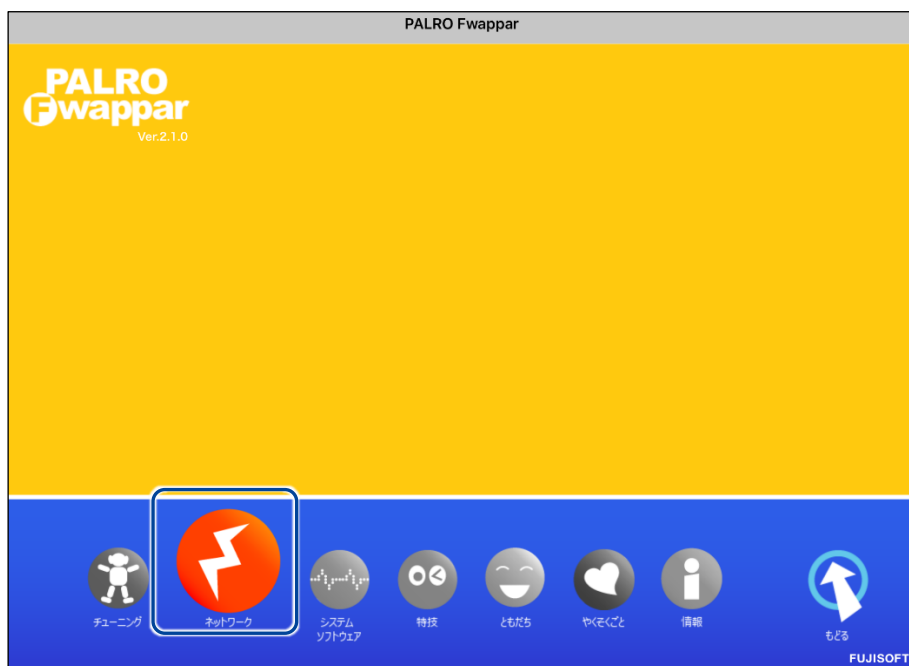 PALRO Fwappar
PALRO
Fwappar
Ver.2.1.0
チューニング
ネットワーク
システム
ソフトウェア
特技
ともだち
やくそくごと
情報
もどる
FUJISOFT